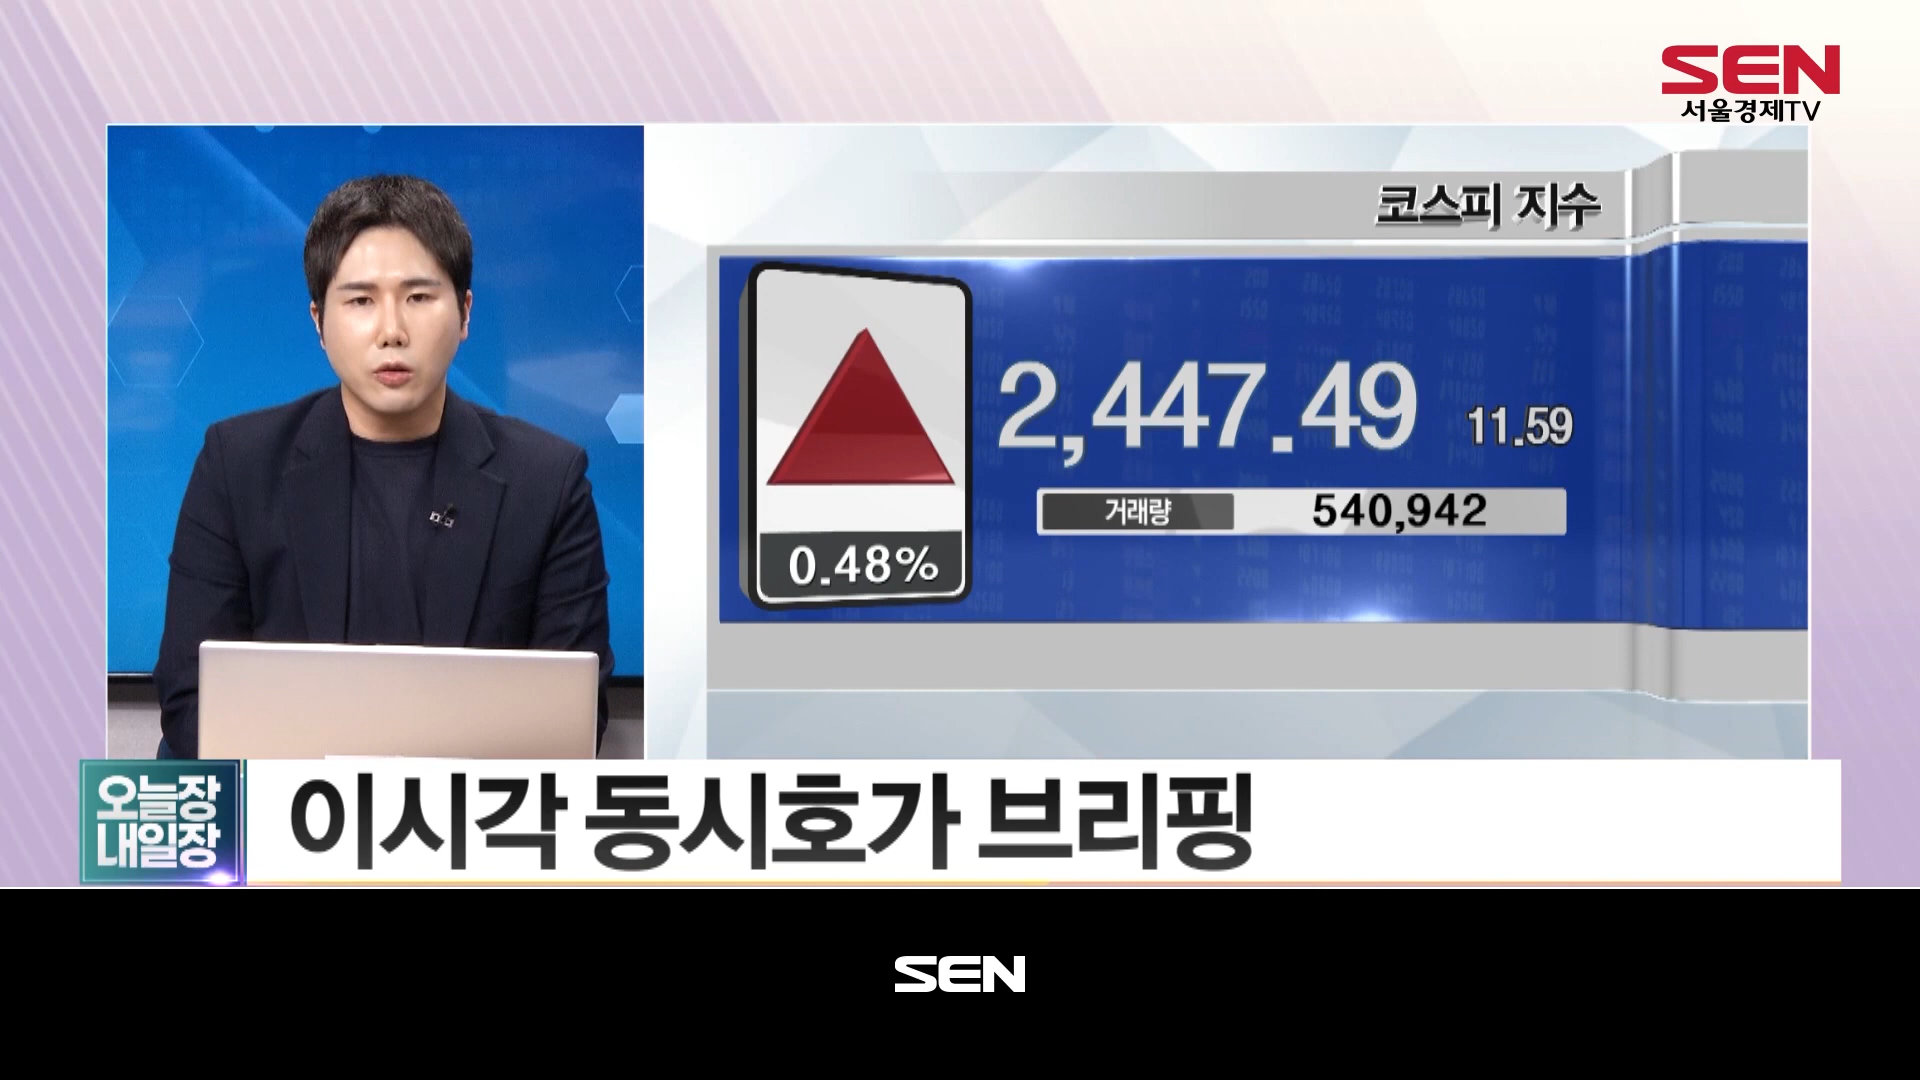 SEN
서울경제TV
코스피 지수
2,447.49 11.59
거래량 540,942
0.48%
오늘장
내일장
이시각 동시호가 브리핑
SEN